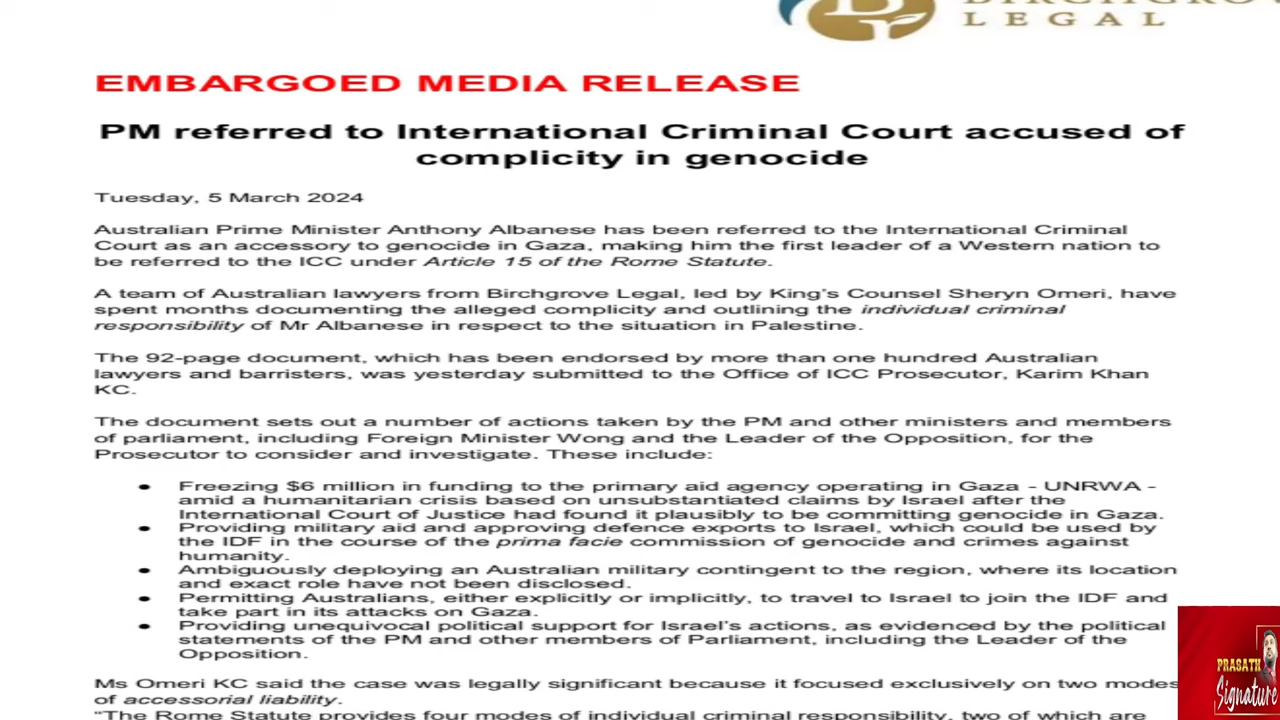 LEGAL
EMBARGOED MEDIA RELEASE
PM referred to International Criminal Court accused of
complicity in genocide
Tuesday, 5 March 2024
Australian Prime Minister Anthony Albanese has been referred to the International Criminal
Court as an accessory to genocide in Gaza, making him the first leader of a Western nation to
be referred to the ICC under Article 15 of the Rome Statute.
A team of Australian lawyers from Birchgrove Legal, led by King's Counsel Sheryn Omeri, have
spent months documenting the alleged complicity and outlining the individual criminal
responsibility of Mr Albanese in respect to the situation in Palestine.
The 92-page document, which has been endorsed by more than one hundred Australian
lawyers and barristers, was yesterday submitted to the Office of ICC Prosecutor, Karim Khan
KC.
The document sets out a number of actions taken by the PM and other ministers and members
of parliament, including Foreign Minister Wong and the Leader of the Opposition, for the
Prosecutor to consider and investigate. These include:
● Freezing $6 million in funding to the primary aid agency operating in Gaza - UNRWA -
amid a humanitarian crisis based on unsubstantiated claims by Israel after the
International Court of Justice had found it plausibly to be committing genocide in Gaza.
● Providing military aid and approving defence exports to Israel, which could be used by
the IDF in the course of the prima facie commission of genocide and crimes against
humanity.
● Ambiguously deploying an Australian military contingent to the region, where its location
and exact role have not been disclosed.
● Permitting Australians, either explicitly or implicitly, to travel to Israel to join the IDF and
take part in its attacks on Gaza.
● Providing unequivocal political support for Israel's actions, as evidenced by the political
statements of the PM and other members of Parliament, including the Leader of the
Opposition.
Ms Omeri KC said the case was legally significant because it focused exclusively on two modes
of accessorial liability.
"The Rome Statute provides four modes of individual criminal responsibility, two of which are
PRASATH
Signature